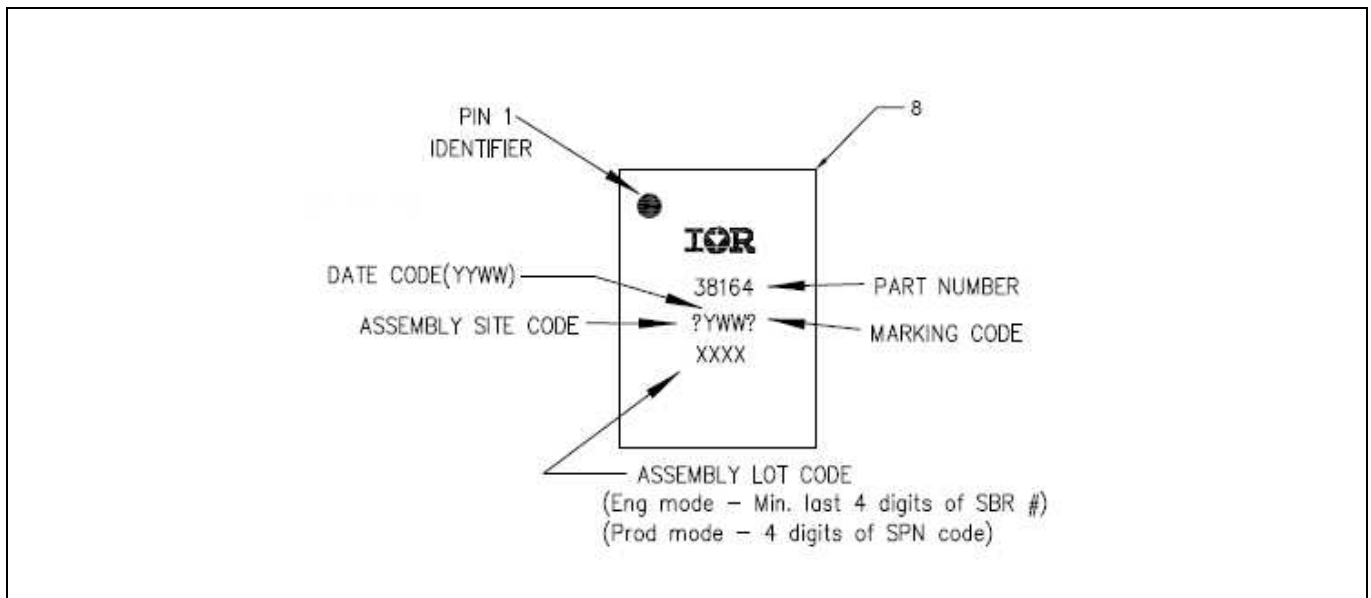 PIN 1
IDENTIFIER
8
IOR
DATE CODE(YYWW)
38164
PART NUMBER
ASSEMBLY SITE CODE
?YWW?
MARKING CODE
XXXX
ASSEMBLY LOT CODE
(Eng mode – Min. last 4 digits of SBR #)
(Prod mode – 4 digits of SPN code)